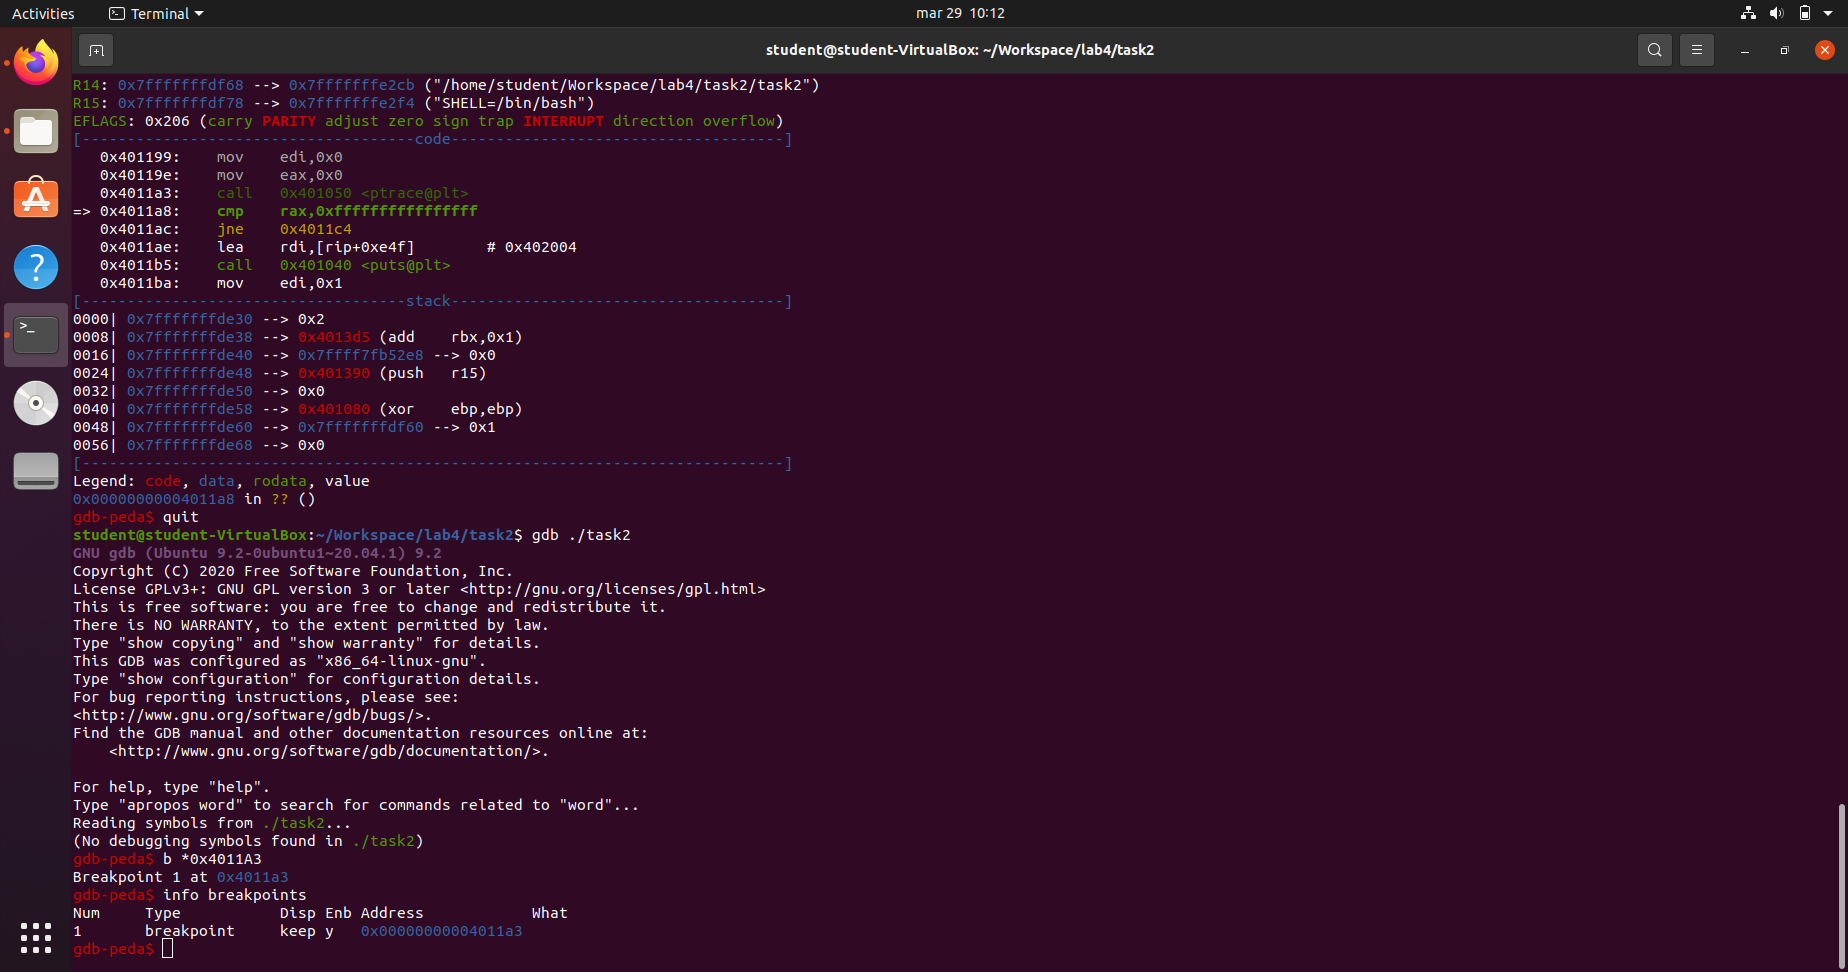 Activities Terminal mar 29 10:12
student@student-VirtualBox: ~/Workspace/lab4/task2
R14: 0x7fffffffdf68 --> 0x7fffffffe2cb ("/home/student/Workspace/lab4/task2/task2")
R15: 0x7fffffffdf78 --> 0x7fffffffe2f4 ("SHELL=/bin/bash")
EFLAGS: 0x206 (carry PARITY adjust zero sign trap INTERRUPT direction overflow)
[-------------------------------------code-------------------------------------]
   0x401199:	mov    edi,0x0
   0x40119e:	mov    eax,0x0
   0x4011a3:	call   0x401050 <ptrace@plt>
=> 0x4011a8:	cmp    rax,0xffffffffffffffff
   0x4011ac:	jne    0x4011c4
   0x4011ae:	lea    rdi,[rip+0xe4f]        # 0x402004
   0x4011b5:	call   0x401040 <puts@plt>
   0x4011ba:	mov    edi,0x1
[------------------------------------stack-------------------------------------]
0000| 0x7fffffffde30 --> 0x2
0008| 0x7fffffffde38 --> 0x4013d5 (add    rbx,0x1)
0016| 0x7fffffffde40 --> 0x7ffff7fb52e8 --> 0x0
0024| 0x7fffffffde48 --> 0x401390 (push   r15)
0032| 0x7fffffffde50 --> 0x0
0040| 0x7fffffffde58 --> 0x401080 (xor    ebp,ebp)
0048| 0x7fffffffde60 --> 0x7fffffffdf60 --> 0x1
0056| 0x7fffffffde68 --> 0x0
[------------------------------------------------------------------------------]
Legend: code, data, rodata, value
0x00000000004011a8 in ?? ()
gdb-peda$ quit
student@student-VirtualBox:~/Workspace/lab4/task2$ gdb ./task2
GNU gdb (Ubuntu 9.2-0ubuntu1~20.04.1) 9.2
Copyright (C) 2020 Free Software Foundation, Inc.
License GPLv3+: GNU GPL version 3 or later <http://gnu.org/licenses/gpl.html>
This is free software: you are free to change and redistribute it.
There is NO WARRANTY, to the extent permitted by law.
Type "show copying" and "show warranty" for details.
This GDB was configured as "x86_64-linux-gnu".
Type "show configuration" for configuration details.
For bug reporting instructions, please see:
<http://www.gnu.org/software/gdb/bugs/>.
Find the GDB manual and other documentation resources online at:
    <http://www.gnu.org/software/gdb/documentation/>.
For help, type "help".
Type "apropos word" to search for commands related to "word"...
Reading symbols from ./task2...
(No debugging symbols found in ./task2)
gdb-peda$ b *0x4011A3
Breakpoint 1 at 0x4011a3
gdb-peda$ info breakpoints
Num     Type           Disp Enb Address            What
1       breakpoint     keep y   0x00000000004011a3
gdb-peda$